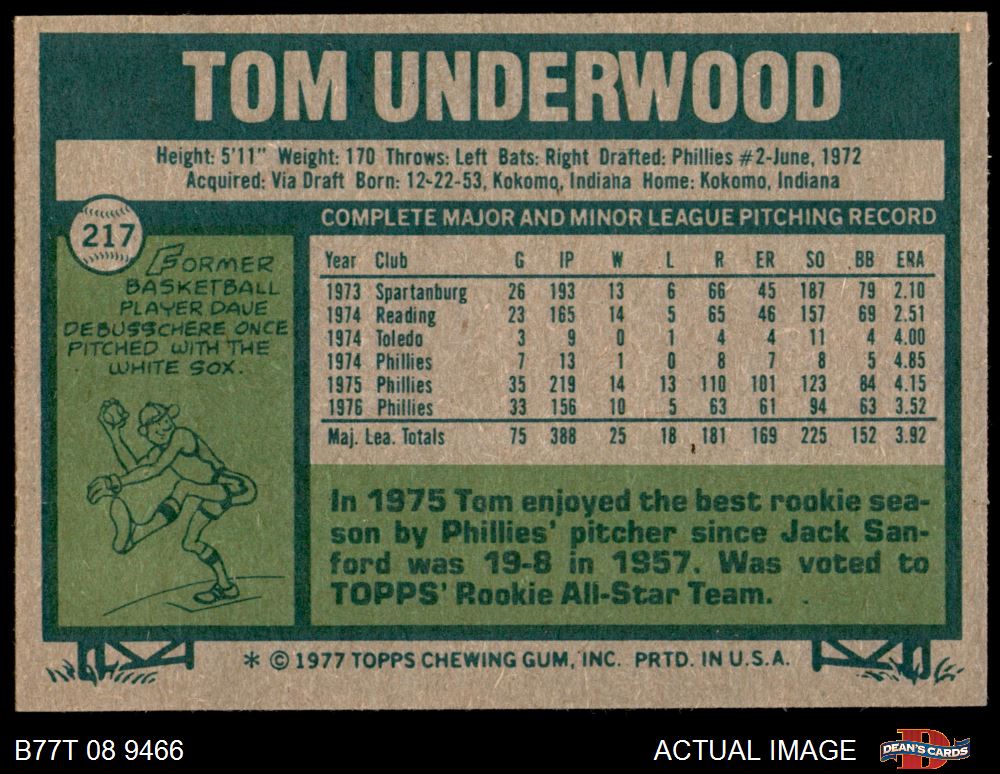 TOM UNDERWOOD
Height: 5'11" Weight: 170 Throws: Left Bats: Right Drafted: Phillies #2-June, 1972
Acquired: Via Draft Born: 12-22-53, Kokomo, Indiana Home: Kokomo, Indiana
217
FORMER
BASKETBALL
PLAYER DAVE
DEBUSSCHERE ONCE
PITCHED WITH THE
WHITE SOX.
COMPLETE MAJOR AND MINOR LEAGUE PITCHING RECORD
Year Club G IP W L R ER SO BB ERA
1973 Spartanburg 26 193 13 6 66 45 187 79 2.10
1974 Reading 23 165 14 5 65 46 157 69 2.51
1974 Toledo 3 9 0 1 4 4 11 4 4.00
1974 Phillies 7 13 1 0 8 7 8 5 4.85
1975 Phillies 35 219 14 13 110 101 123 84 4.15
1976 Phillies 33 156 10 5 63 61 94 63 3.52
Maj. Lea. Totals 75 388 25 18 181 169 225 152 3.92
In 1975 Tom enjoyed the best rookie sea-
son by Phillies' pitcher since Jack San-
ford was 19-8 in 1957. Was voted to
TOPPS' Rookie All-Star Team.
* © 1977 TOPPS CHEWING GUM, INC. PRTD. IN U.S.A.
B77T 08 9466
ACTUAL IMAGE
DEAN'S CARDS